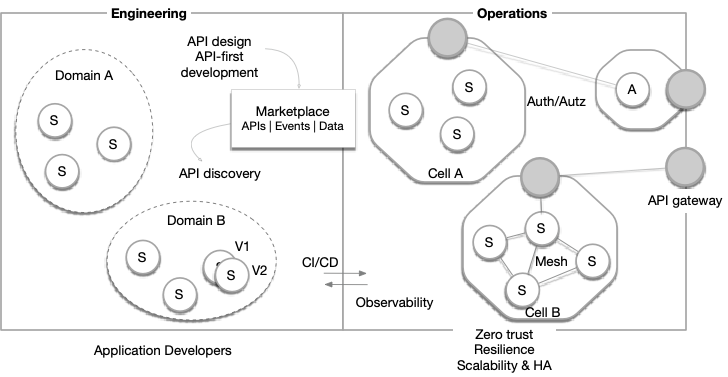 Engineering
Operations
API design
API-first
development
Domain A
S
S
S
Marketplace
APIs | Events | Data
API discovery
Domain B
V1
V2
S
S
S
CI/CD
Observability
Application Developers
S
S
S
Cell A
Auth/Autz
A
API gateway
S
S
Mesh
S
S
Cell B
Zero trust
Resilience
Scalability & HA